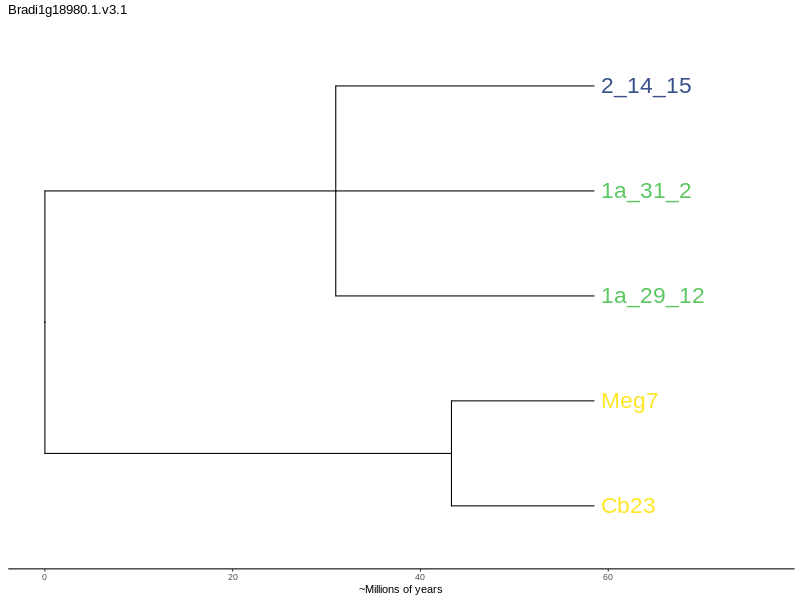 Bradi1g18980.1.v3.1
2_14_15
1a_31_2
1a_29_12
Meg7
Cb23
0 20 40 60
~Millions of years